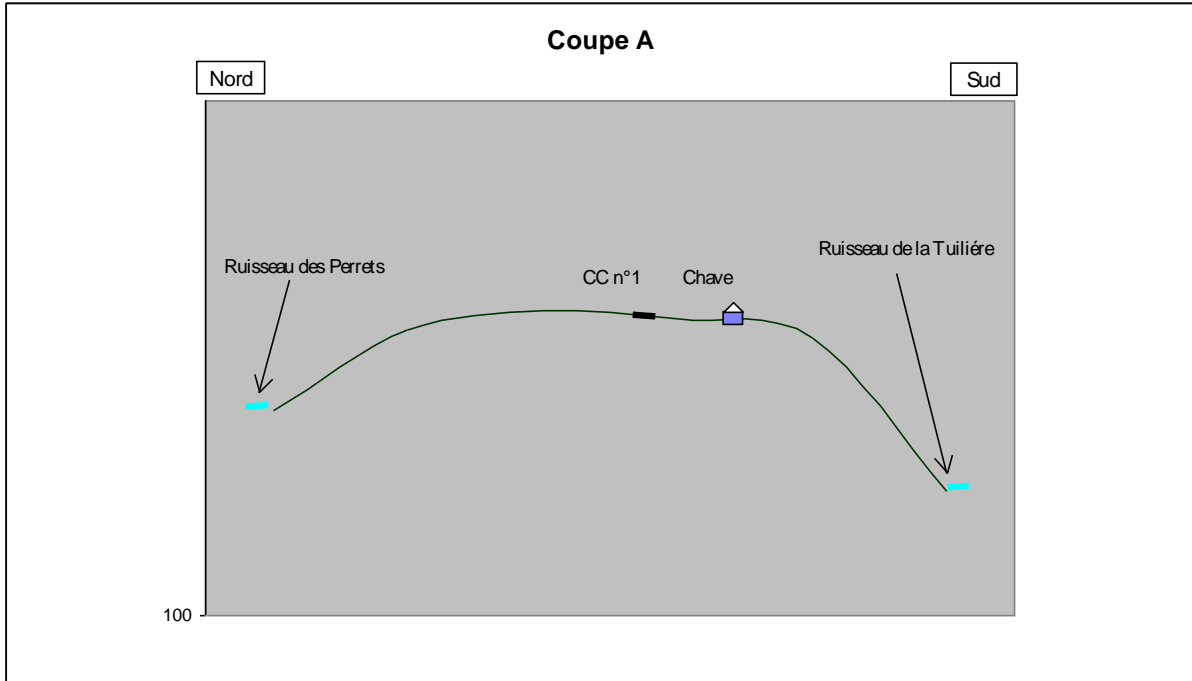 Coupe A
Nord
Sud
Ruisseau de la Tuiliére
Ruisseau des Perrets
CC n°1
Chave
100